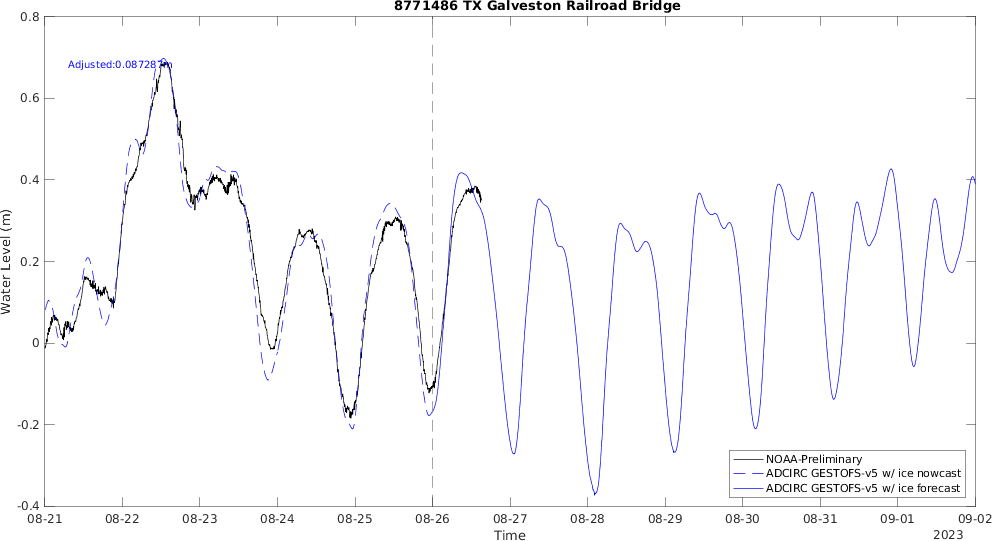 8771486 TX Galveston Railroad Bridge
Adjusted:0.087287m
Water Level (m)
0.8
0.6
0.4
0.2
0
-0.2
-0.4
08-21 08-22 08-23 08-24 08-25 08-26 08-27 08-28 08-29 08-30 08-31 09-01 09-02
2023
Time
NOAA-Preliminary
ADCIRC GESTOFS-v5 w/ ice nowcast
ADCIRC GESTOFS-v5 w/ ice forecast